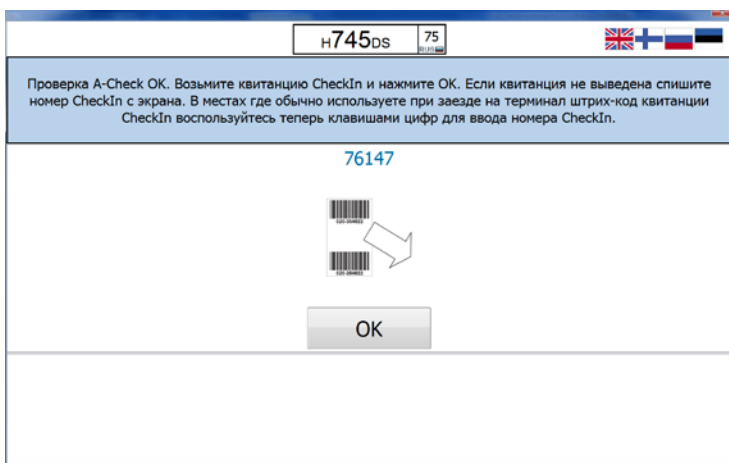 H745DS 75
RUS
Проверка A-Check OK. Возьмите квитанцию CheckIn и нажмите OK. Если квитанция не выведена спишите
номер CheckIn с экрана. В местах где обычно используете при заезде на терминал штрих-код квитанции
CheckIn воспользуйтесь теперь клавишами цифр для ввода номера CheckIn.
76147
OK